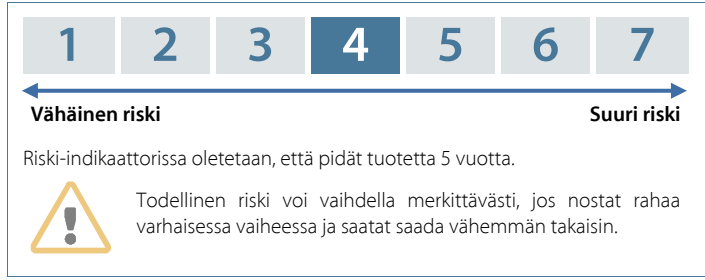 1 2 3 4 5 6 7
Vähäinen riski Suuri riski
Riski-indikaattorissa oletetaan, että pidät tuotetta 5 vuotta.
Todellinen riski voi vaihdella merkittävästi, jos nostat rahaa
varhaisessa vaiheessa ja saatat saada vähemmän takaisin.